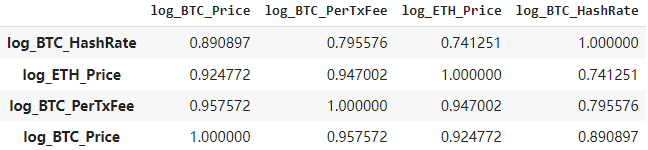 log_BTC_Price log_BTC_PerTxFee log_ETH_Price log_BTC_HashRate
log_BTC_HashRate 0.890897 0.795576 0.741251 1.000000
log_ETH_Price 0.924772 0.947002 1.000000 0.741251
log_BTC_PerTxFee 0.957572 1.000000 0.947002 0.795576
log_BTC_Price 1.000000 0.957572 0.924772 0.890897